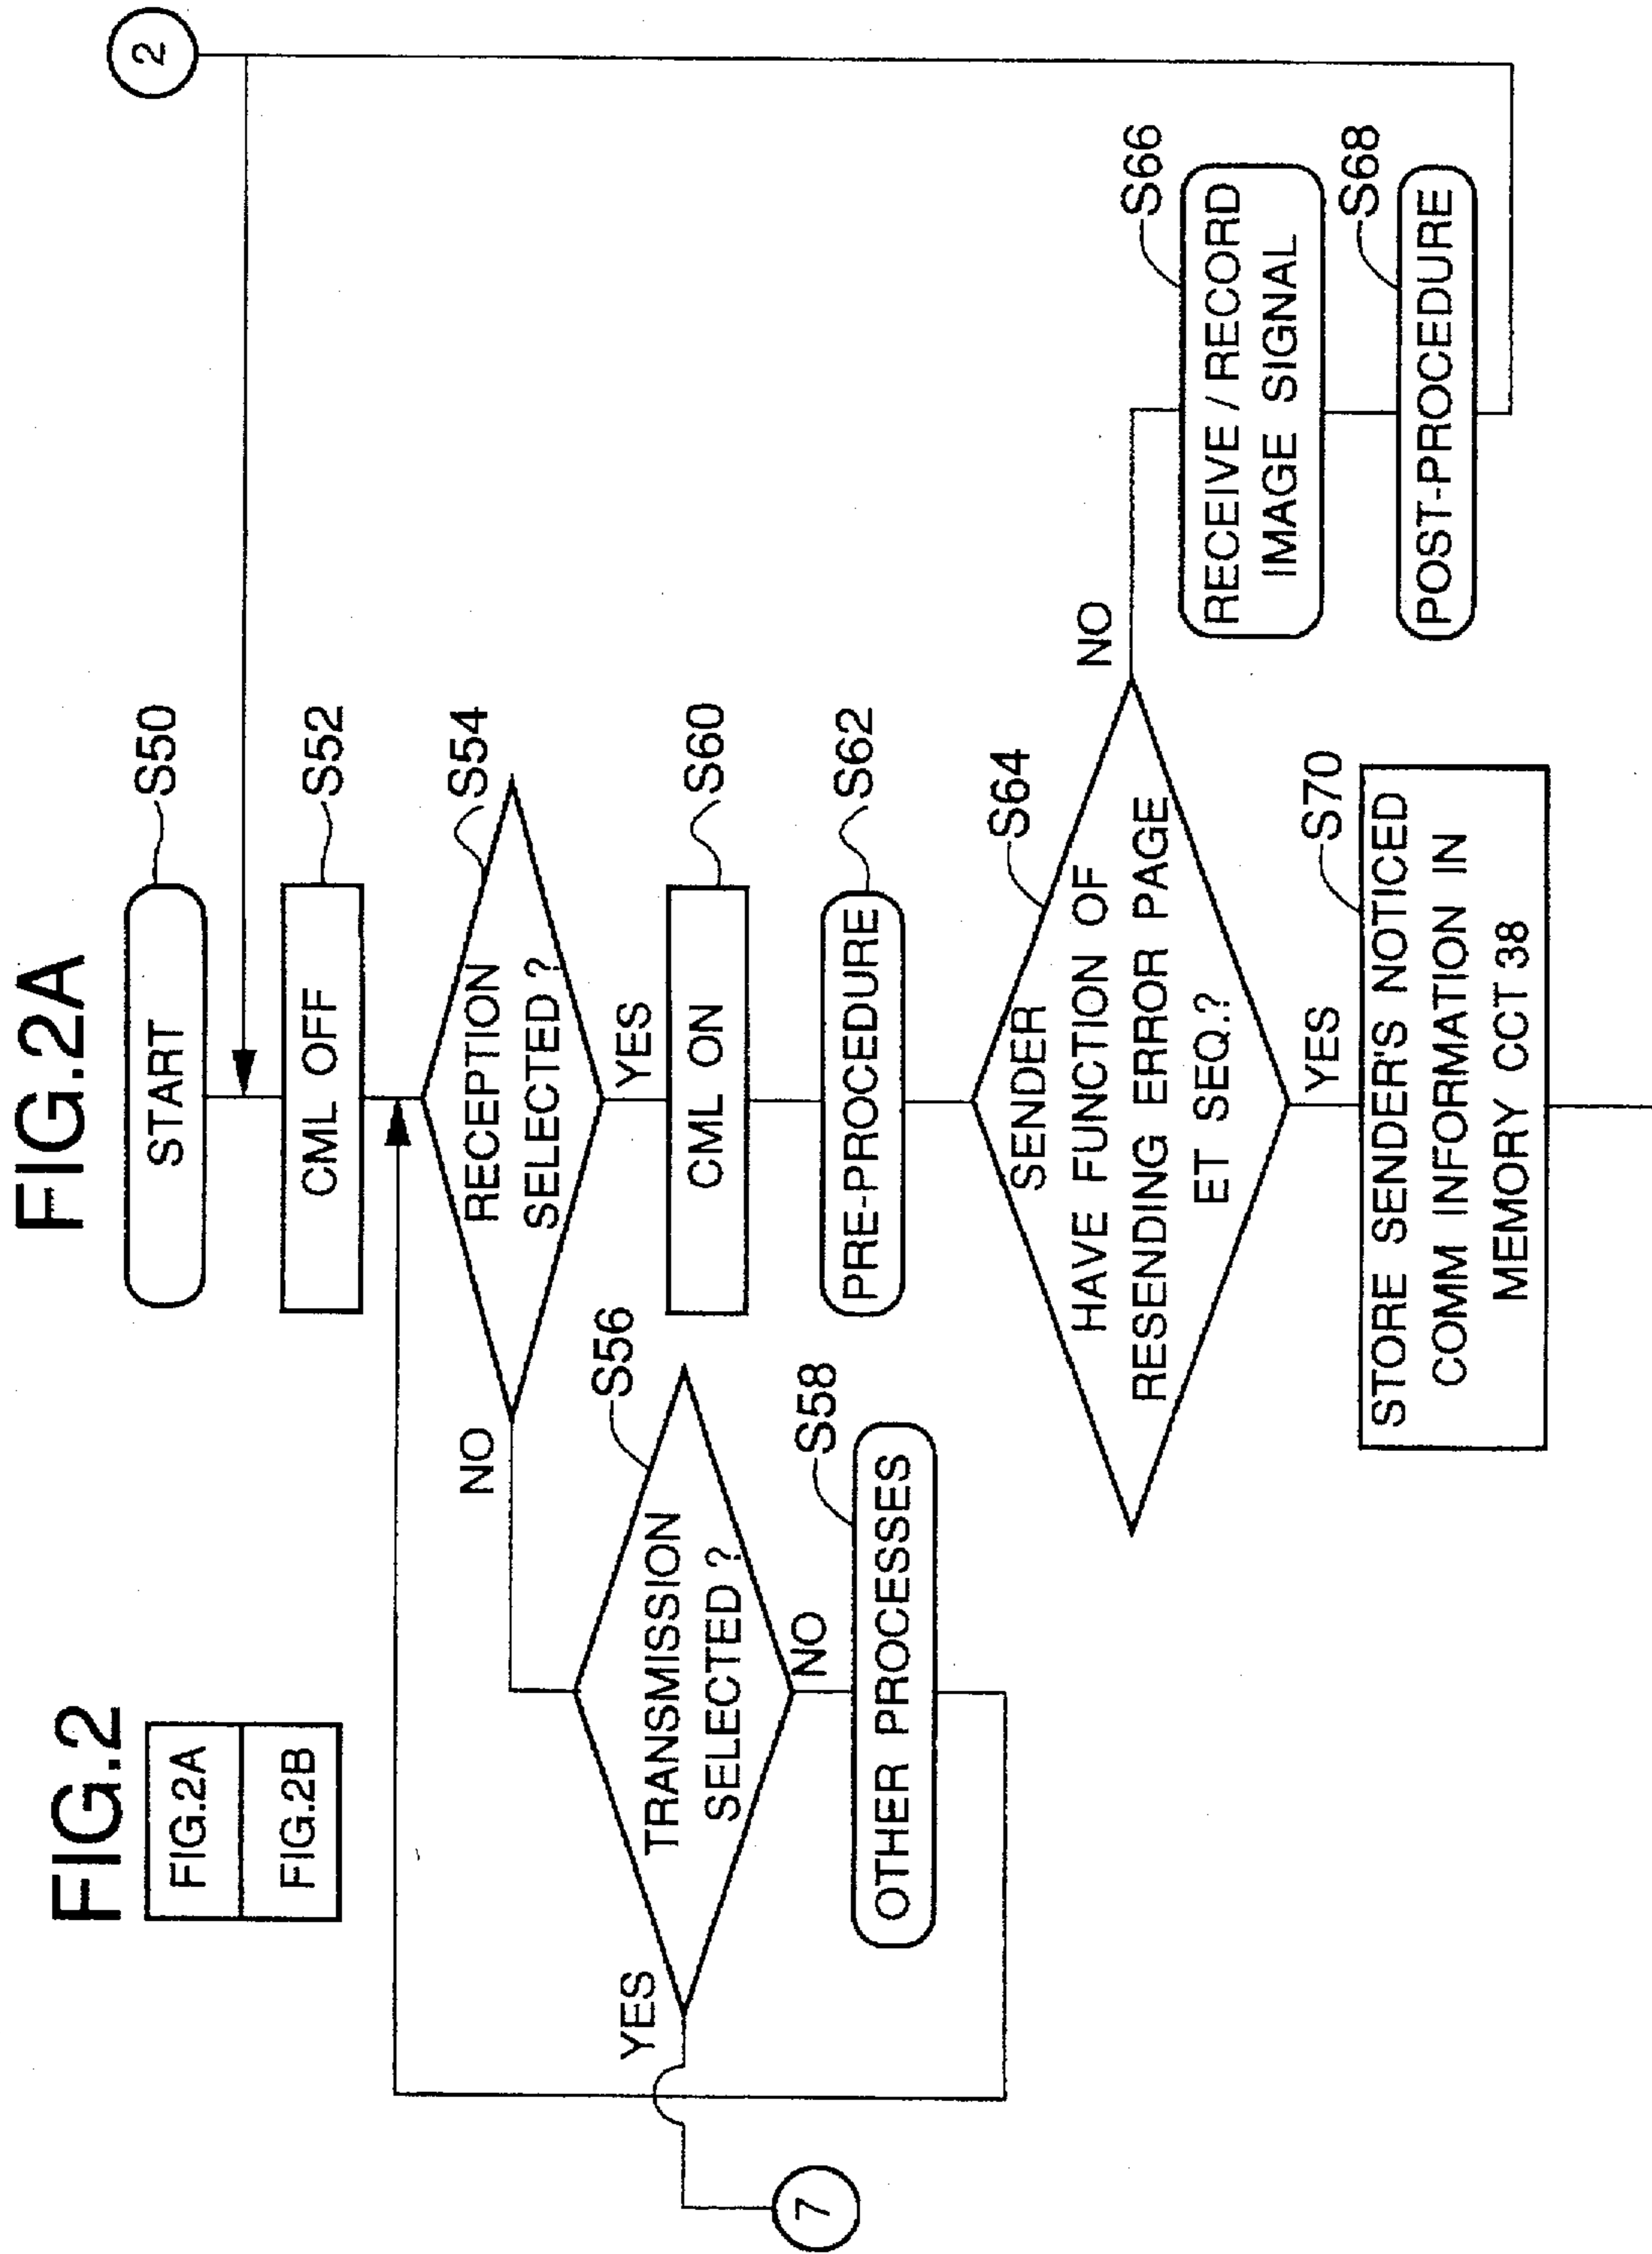 FIG.2
FIG.2A
FIG.2B
FIG.2A
2
START
S50
CML OFF
S52
RECEPTION
SELECTED ?
S54
NO
YES
TRANSMISSION
SELECTED ?
S56
YES
NO
7
OTHER PROCESSES
S58
CML ON
S60
PRE-PROCEDURE
S62
SENDER
HAVE FUNCTION OF
RESENDING ERROR PAGE
ET SEQ.?
S64
NO
YES
RECEIVE / RECORD
IMAGE SIGNAL
S66
POST-PROCEDURE
S68
STORE SENDER'S NOTICED
COMM INFORMATION IN
MEMORY CCT 38
S70